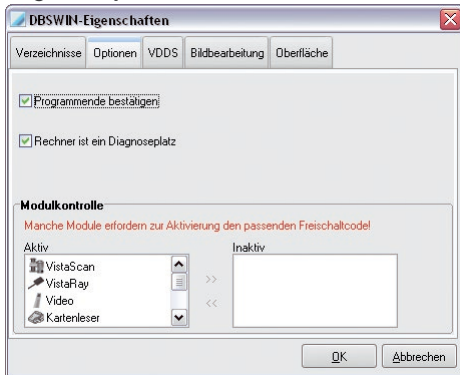 DBSWIN-Eigenschaften
Verzeichnisse Optionen VDDS Bildbearbeitung Oberfläche
Programmende bestätigen
Rechner ist ein Diagnoseplatz
Modulkontrolle
Manche Module erfordern zur Aktivierung den passenden Freischaltcode!
Aktiv Inaktiv
VistaScan
VistaRay
>>
Video
<<
Kartenleser
OK Abbrechen